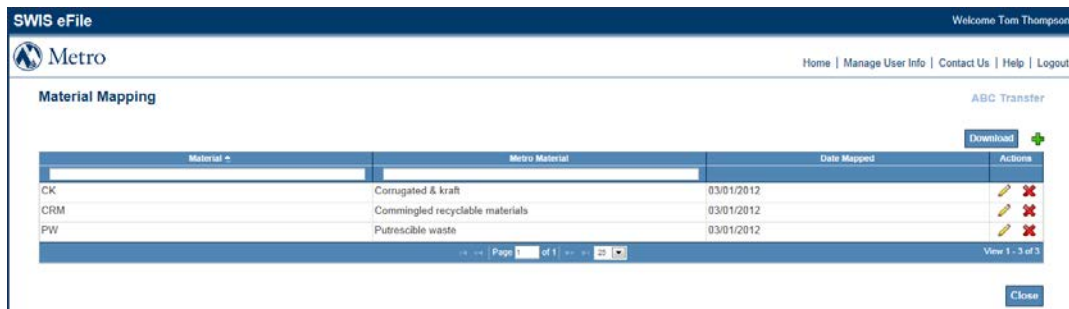 SWIS eFile Welcome Tom Thompson
Metro
Home | Manage User Info | Contact Us | Help | Logout
Material Mapping ABC Transfer
Download
Material Metro Material Date Mapped Actions
CK Corrugated & kraft 03/01/2012
CRM Commingled recyclable materials 03/01/2012
PW Putrescible waste 03/01/2012
Page 1 of 1 25 View 1 - 3 of 3
Close